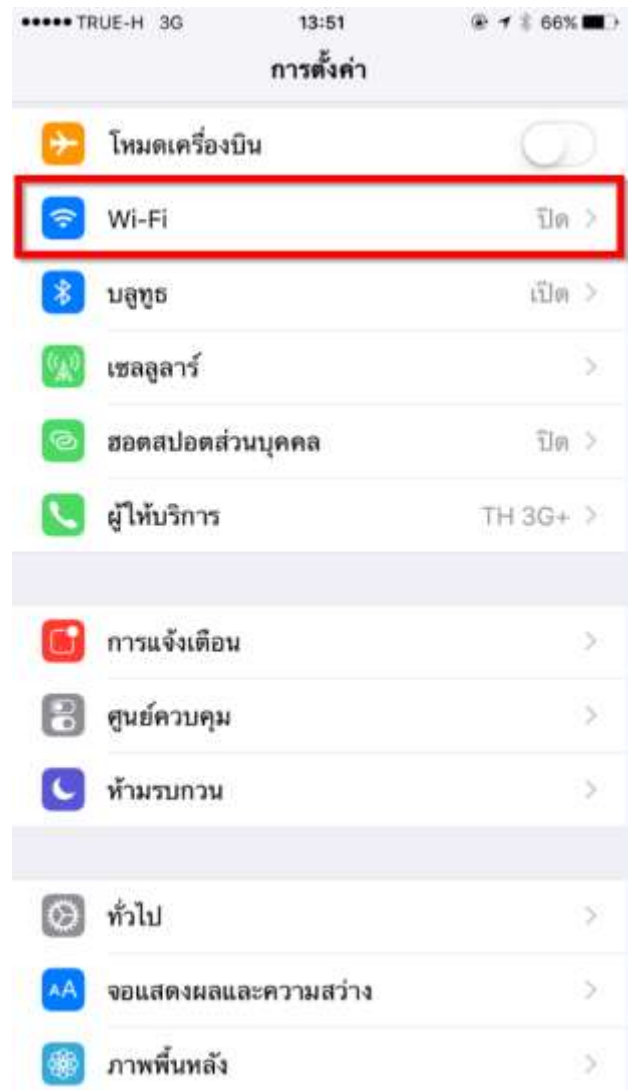 TRUE-H 3G 13:51 66%
การตั้งค่า
โหมดเครื่องบิน
Wi-Fi ปิด
บลูทูธ เปิด
เซลลูลาร์
ฮอตสปอตส่วนบุคคล ปิด
ผู้ให้บริการ TH 3G+
การแจ้งเตือน
ศูนย์ควบคุม
ห้ามรบกวน
ทั่วไป
AA จอแสดงผลและความสว่าง
ภาพพื้นหลัง